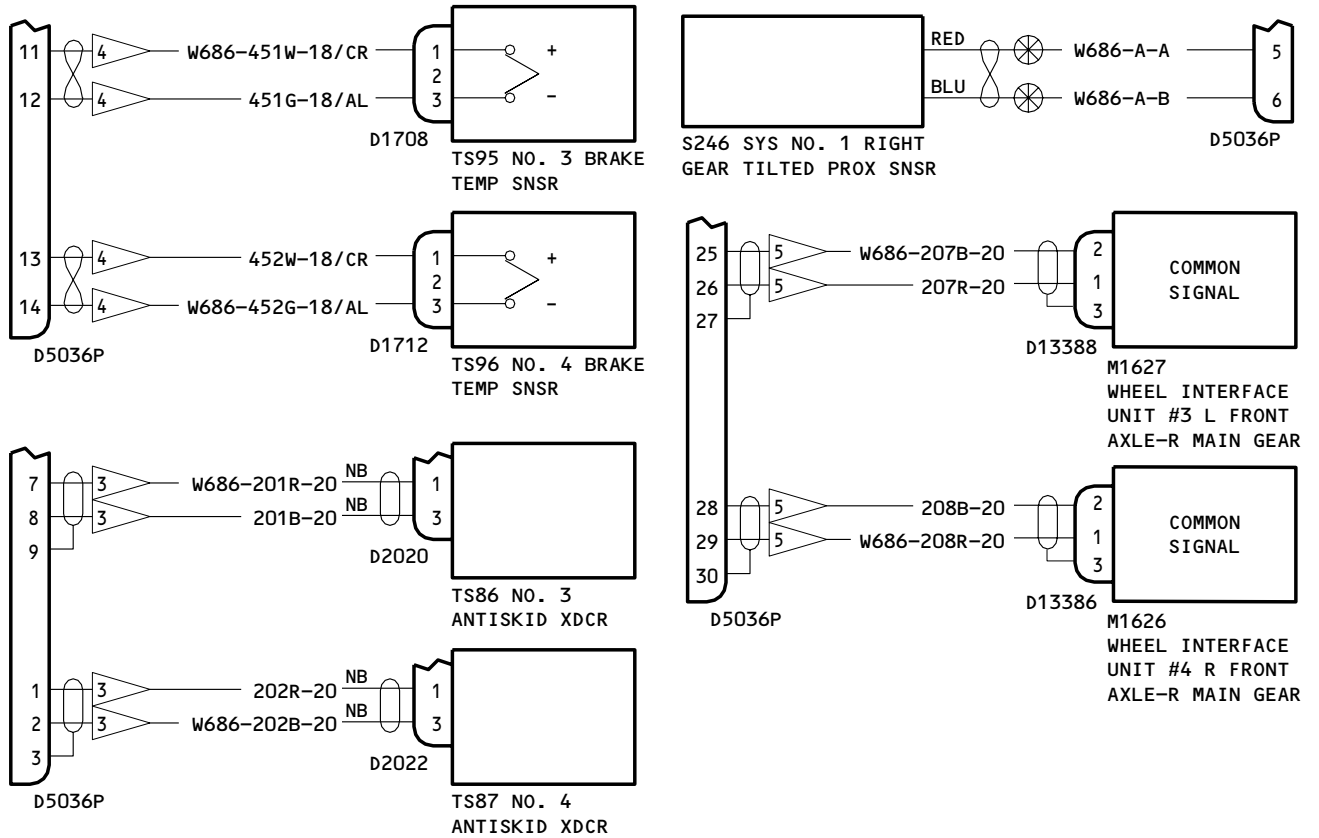 11 4 W686-451W-18/CR 1 +
2
12 4 451G-18/AL 3 -
D1708
TS95 NO. 3 BRAKE
TEMP SNSR
13 4 452W-18/CR 1 +
2
14 4 W686-452G-18/AL 3 -
D5036P
D1712
TS96 NO. 4 BRAKE
TEMP SNSR
7 3 W686-201R-20 NB 1
8 3 201B-20 NB 3
9
D2020
TS86 NO. 3
ANTISKID XDCR
1 3 202R-20 NB 1
2 3 W686-202B-20 NB 3
3
D2022
D5036P
TS87 NO. 4
ANTISKID XDCR
RED W686-A-A 5
BLU W686-A-B 6
D5036P
S246 SYS NO. 1 RIGHT
GEAR TILTED PROX SNSR
25 5 W686-207B-20 2
26 5 207R-20 1
27 3
COMMON
SIGNAL
D13388
M1627
WHEEL INTERFACE
UNIT #3 L FRONT
AXLE-R MAIN GEAR
28 5 208B-20 2
29 5 W686-208R-20 1
30 3
COMMON
SIGNAL
D5036P
D13386
M1626
WHEEL INTERFACE
UNIT #4 R FRONT
AXLE-R MAIN GEAR